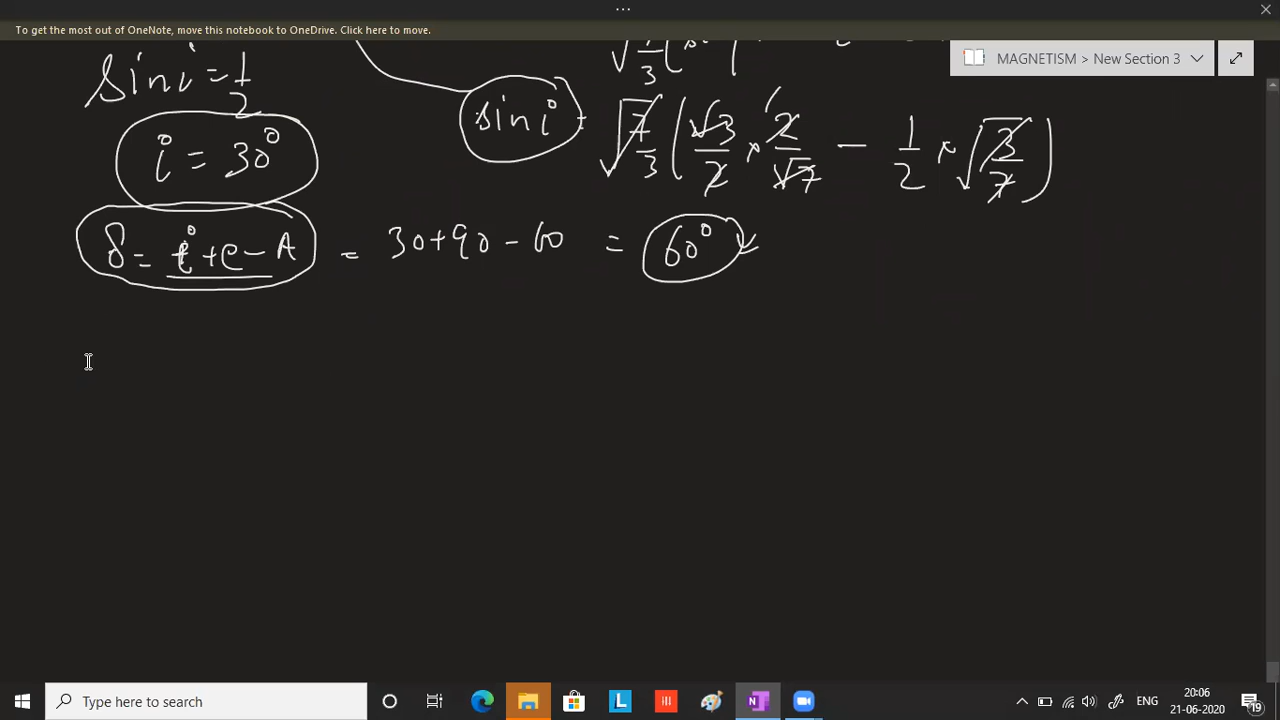 To get the most out of OneNote, move this notebook to OneDrive. Click here to move.
MAGNETISM > New Section 3
sin i = 1/2
sin i = √(7/3) (√3/2 × 2/√7 − 1/2 × √(3/7))
i = 30°
δ = i + e − A = 30+90 − 60 = 60°
Type here to search
ENG
20:06
21-06-2020
19